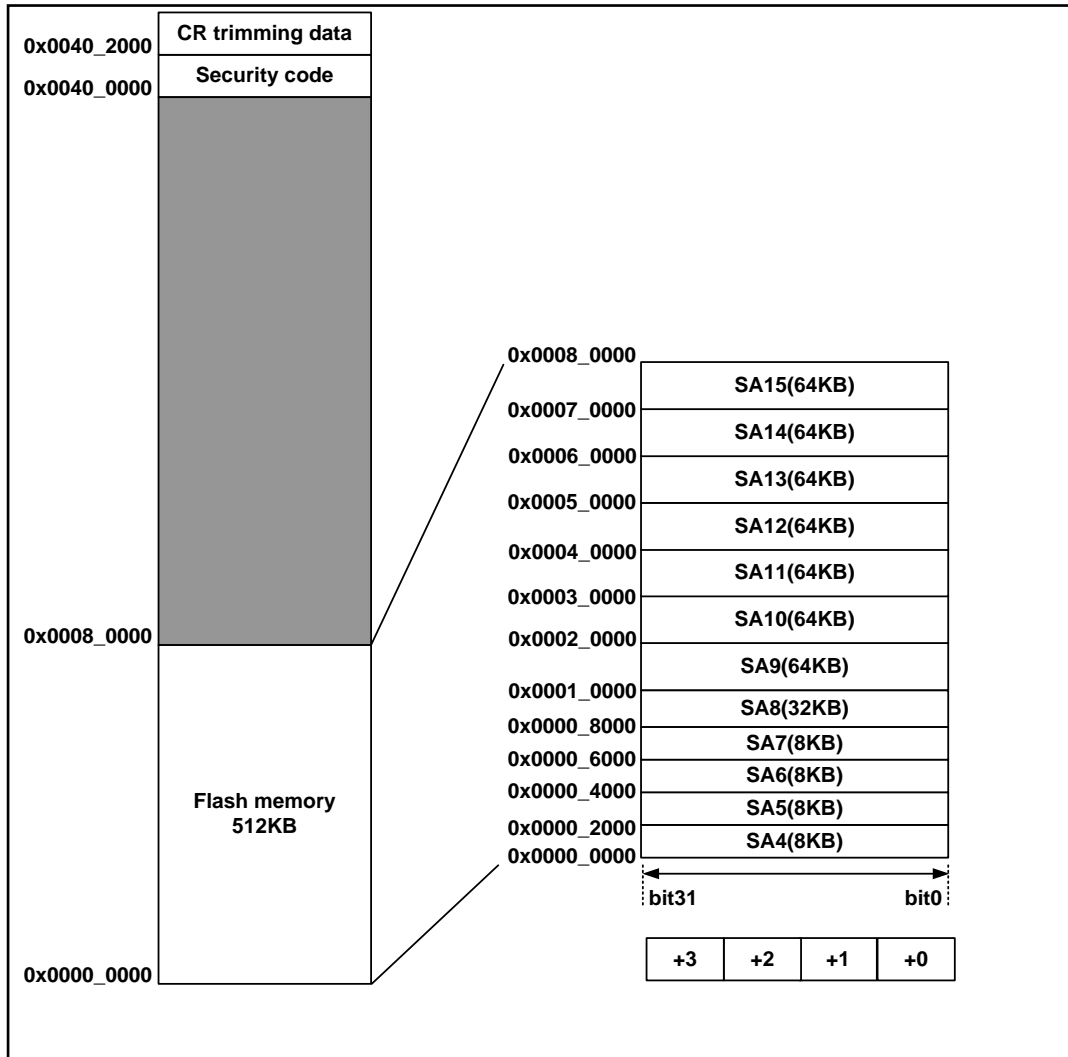 0x0040_2000
CR trimming data
0x0040_0000
Security code
0x0008_0000
Flash memory
512KB
0x0000_0000
0x0008_0000
SA15(64KB)
0x0007_0000
SA14(64KB)
0x0006_0000
SA13(64KB)
0x0005_0000
SA12(64KB)
0x0004_0000
SA11(64KB)
0x0003_0000
SA10(64KB)
0x0002_0000
SA9(64KB)
0x0001_0000
SA8(32KB)
0x0000_8000
SA7(8KB)
0x0000_6000
SA6(8KB)
0x0000_4000
SA5(8KB)
0x0000_2000
SA4(8KB)
0x0000_0000
bit31 bit0
+3 +2 +1 +0